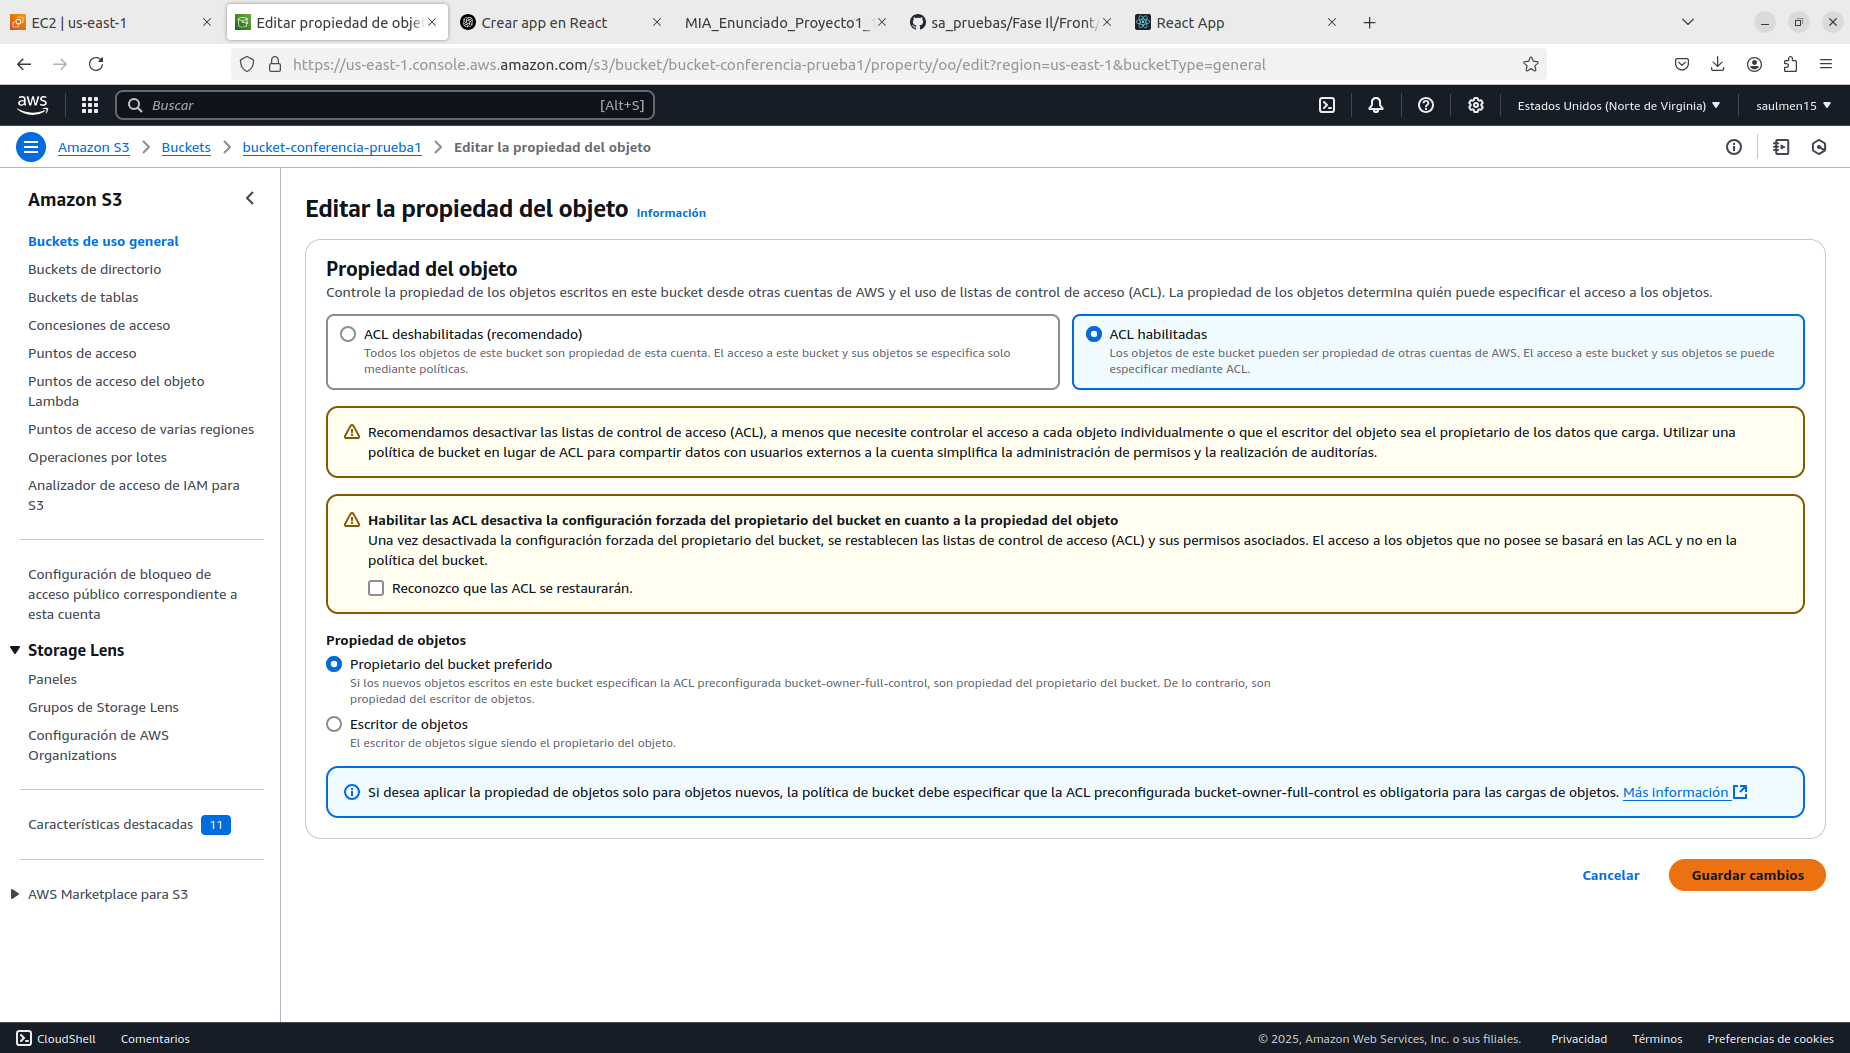 EC2 | us-east-1
Editar propiedad de obje
Crear app en React
MIA_Enunciado_Proyecto1_
sa_pruebas/Fase II/Front/
React App
https://us-east-1.console.aws.amazon.com/s3/bucket/bucket-conferencia-prueba1/property/oo/edit?region=us-east-1&bucketType=general
aws
Buscar
[Alt+S]
Estados Unidos (Norte de Virginia)
saulmen15
Amazon S3
Buckets
bucket-conferencia-prueba1
Editar la propiedad del objeto
Amazon S3
Buckets de uso general
Buckets de directorio
Buckets de tablas
Concesiones de acceso
Puntos de acceso
Puntos de acceso del objeto
Lambda
Puntos de acceso de varias regiones
Operaciones por lotes
Analizador de acceso de IAM para
S3
Configuración de bloqueo de
acceso público correspondiente a
esta cuenta
Storage Lens
Paneles
Grupos de Storage Lens
Configuración de AWS
Organizations
Características destacadas 11
AWS Marketplace para S3
Editar la propiedad del objeto Información
Propiedad del objeto
Controle la propiedad de los objetos escritos en este bucket desde otras cuentas de AWS y el uso de listas de control de acceso (ACL). La propiedad de los objetos determina quién puede especificar el acceso a los objetos.
ACL deshabilitadas (recomendado)
Todos los objetos de este bucket son propiedad de esta cuenta. El acceso a este bucket y sus objetos se especifica solo
mediante políticas.
ACL habilitadas
Los objetos de este bucket pueden ser propiedad de otras cuentas de AWS. El acceso a este bucket y sus objetos se puede
especificar mediante ACL.
Recomendamos desactivar las listas de control de acceso (ACL), a menos que necesite controlar el acceso a cada objeto individualmente o que el escritor del objeto sea el propietario de los datos que carga. Utilizar una
política de bucket en lugar de ACL para compartir datos con usuarios externos a la cuenta simplifica la administración de permisos y la realización de auditorías.
Habilitar las ACL desactiva la configuración forzada del propietario del bucket en cuanto a la propiedad del objeto
Una vez desactivada la configuración forzada del propietario del bucket, se restablecen las listas de control de acceso (ACL) y sus permisos asociados. El acceso a los objetos que no posee se basará en las ACL y no en la
política del bucket.
Reconozco que las ACL se restaurarán.
Propiedad de objetos
Propietario del bucket preferido
Si los nuevos objetos escritos en este bucket especifican la ACL preconfigurada bucket-owner-full-control, son propiedad del propietario del bucket. De lo contrario, son
propiedad del escritor de objetos.
Escritor de objetos
El escritor de objetos sigue siendo el propietario del objeto.
Si desea aplicar la propiedad de objetos solo para objetos nuevos, la política de bucket debe especificar que la ACL preconfigurada bucket-owner-full-control es obligatoria para las cargas de objetos. Más información
Cancelar
Guardar cambios
CloudShell
Comentarios
© 2025, Amazon Web Services, Inc. o sus filiales.
Privacidad
Términos
Preferencias de cookies